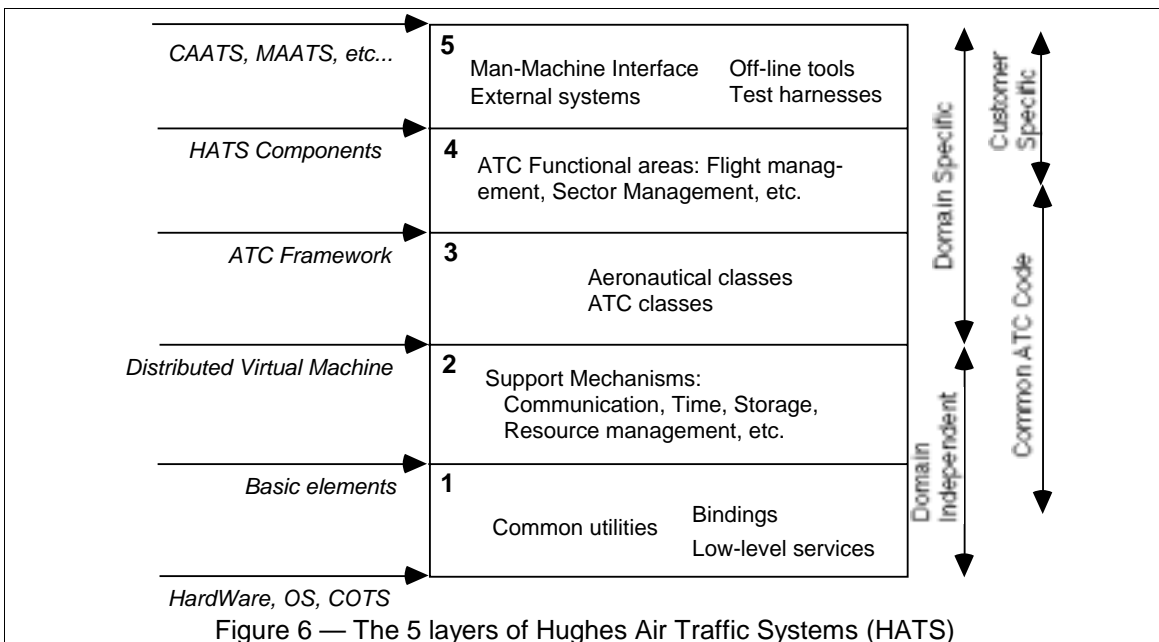 CAATS, MAATS, etc...
5
Man-Machine Interface
Off-line tools
External systems
Test harnesses
HATS Components
4
ATC Functional areas: Flight manag-
ement, Sector Management, etc.
ATC Framework
3
Aeronautical classes
ATC classes
Distributed Virtual Machine
2
Support Mechanisms:
Communication, Time, Storage,
Resource management, etc.
Basic elements
1
Common utilities
Bindings
Low-level services
HardWare, OS, COTS
Domain Specific
Domain
Independent
Customer
Specific
Common ATC Code
Figure 6 — The 5 layers of Hughes Air Traffic Systems (HATS)